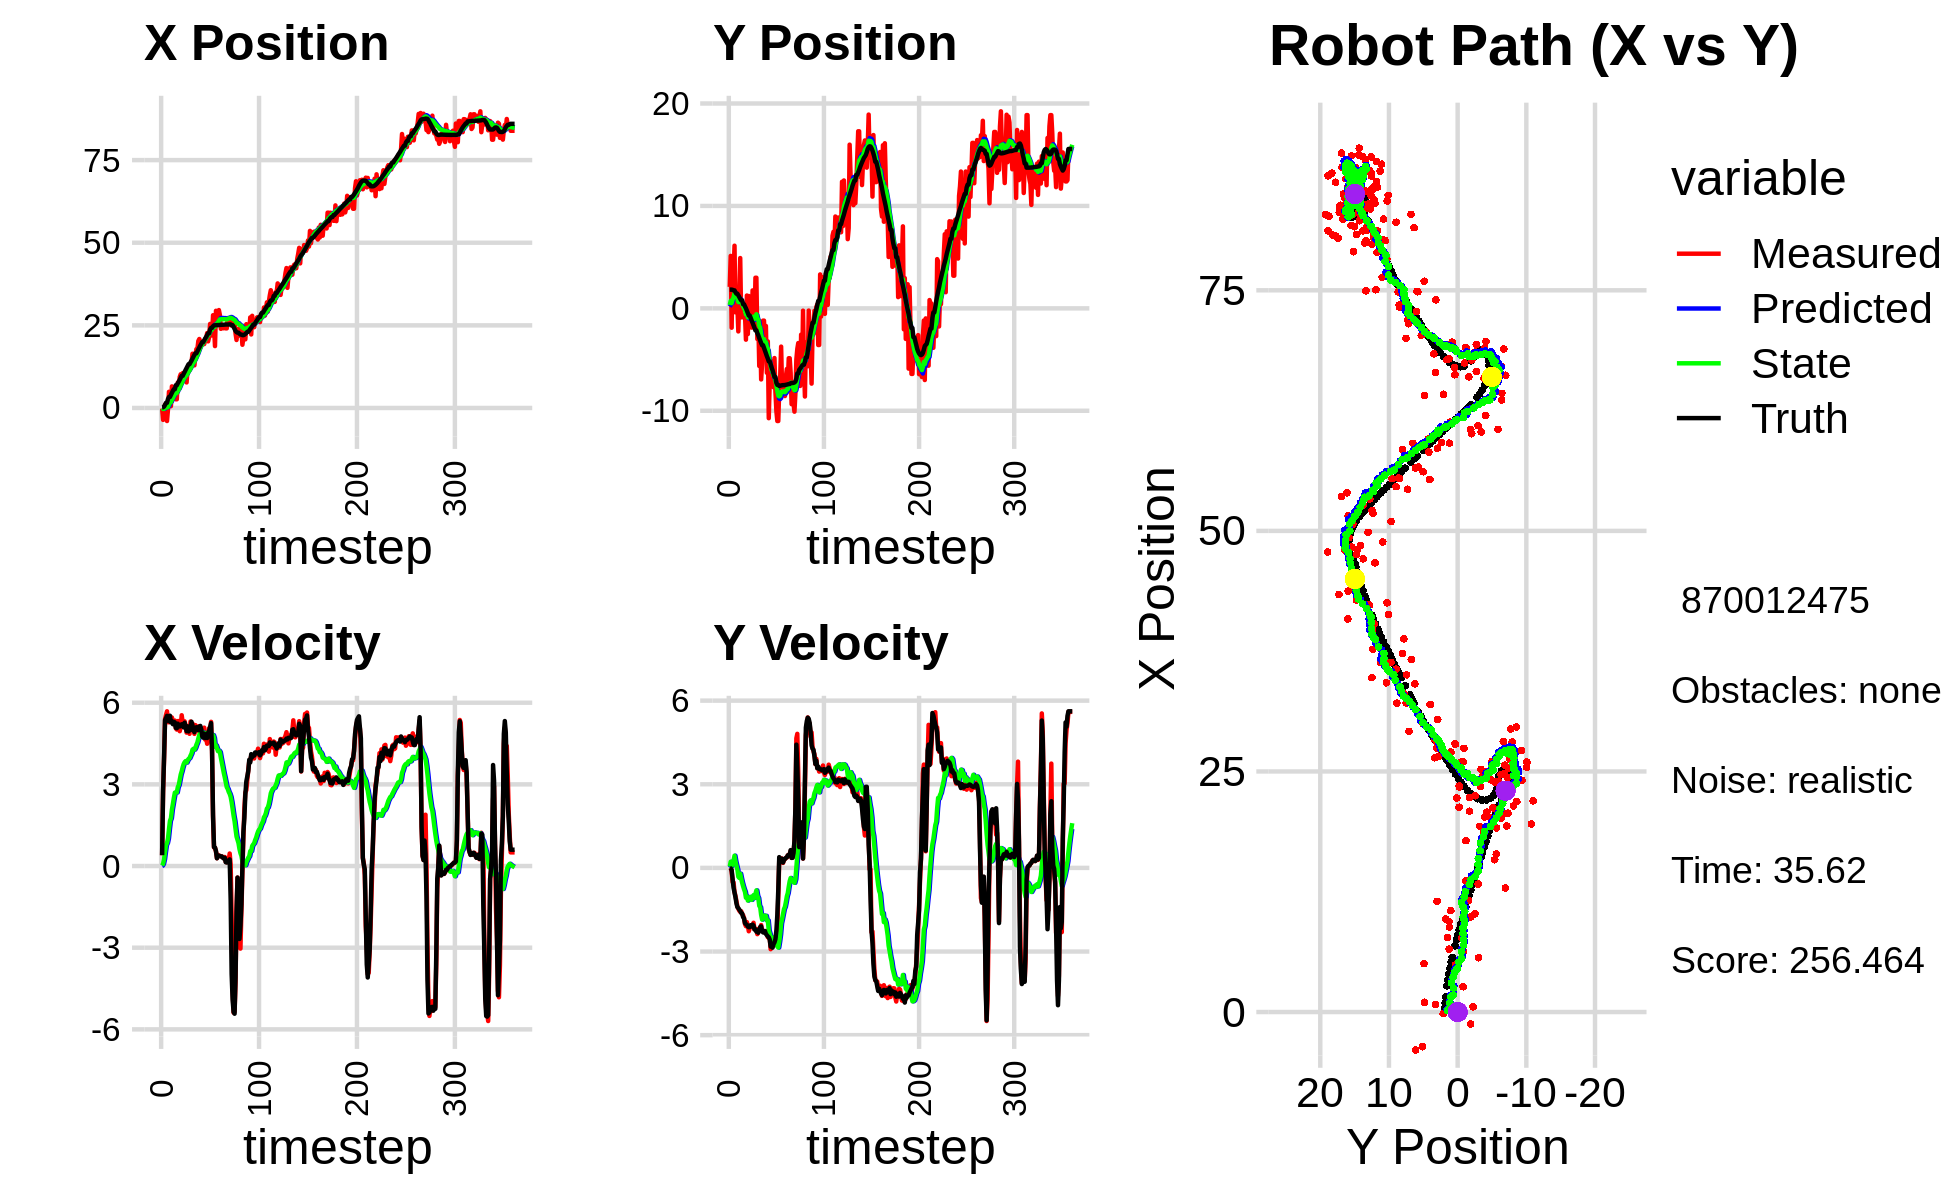 X Position
75
50
25
0
0
100
200
300
timestep
Y Position
20
10
0
-10
0
100
200
300
timestep
X Velocity
6
3
0
-3
-6
0
100
200
300
timestep
Y Velocity
6
3
0
-3
-6
0
100
200
300
timestep
Robot Path (X vs Y)
X Position
75
50
25
0
20 10 0 -10 -20
Y Position
variable
Measured
Predicted
State
Truth
870012475
Obstacles: none
Noise: realistic
Time: 35.62
Score: 256.464